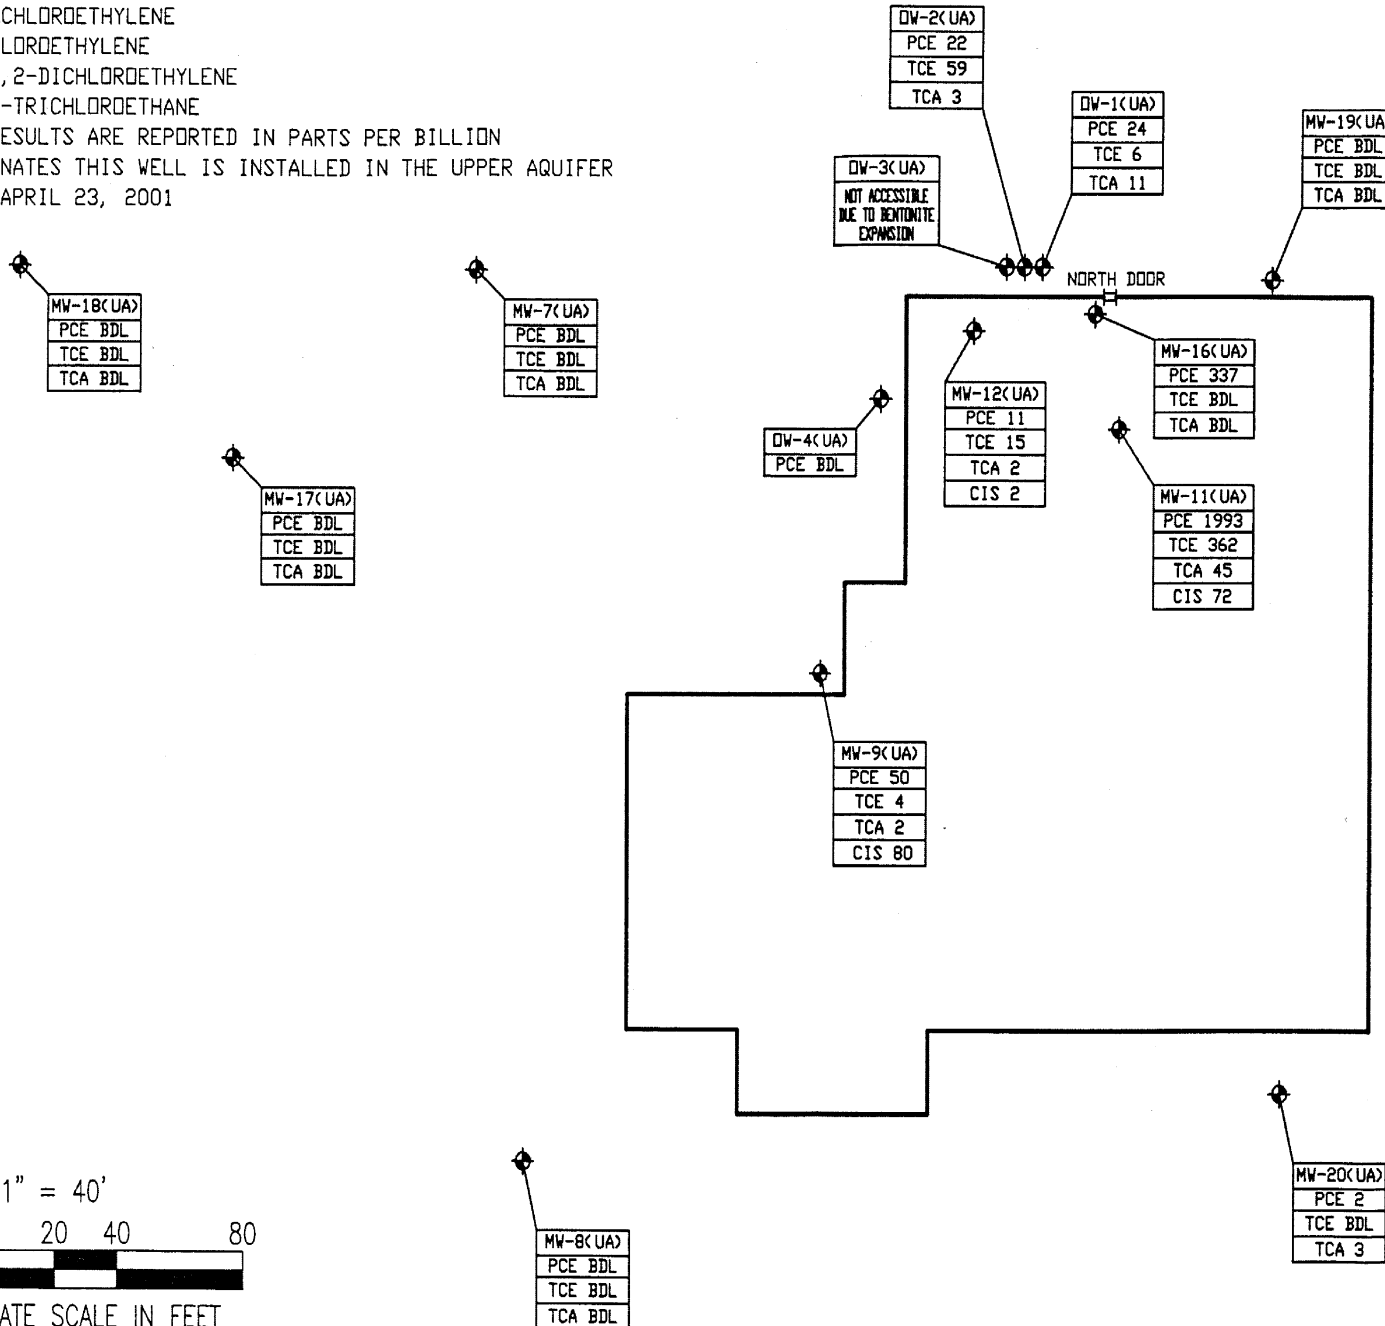 CHLOROETHYLENE
LOROETHYLENE
,2-DICHLOROETHYLENE
-TRICHLOROETHANE
ESULTS ARE REPORTED IN PARTS PER BILLION
NATES THIS WELL IS INSTALLED IN THE UPPER AQUIFER
APRIL 23, 2001
OW-2(UA)
PCE 22
TCE 59
TCA 3
OW-1(UA)
PCE 24
TCE 6
TCA 11
MW-19(UA
PCE BDL
TCE BDL
TCA BDL
OW-3(UA)
NOT ACCESSIBLE
DUE TO BENTONITE
EXPANSION
NORTH DOOR
MW-18(UA)
PCE BDL
TCE BDL
TCA BDL
MW-7(UA)
PCE BDL
TCE BDL
TCA BDL
MW-16(UA)
PCE 337
TCE BDL
TCA BDL
MW-12(UA)
PCE 11
TCE 15
TCA 2
CIS 2
OW-4(UA)
PCE BDL
MW-17(UA)
PCE BDL
TCE BDL
TCA BDL
MW-11(UA)
PCE 1993
TCE 362
TCA 45
CIS 72
MW-9(UA)
PCE 50
TCE 4
TCA 2
CIS 80
MW-20(UA)
PCE 2
TCE BDL
TCA 3
MW-8(UA)
PCE BDL
TCE BDL
TCA BDL
1" = 40'
20 40 80
ATE SCALE IN FEET